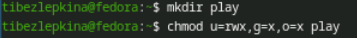 tibezlepkina@fedora:~$ mkdir play
tibezlepkina@fedora:~$ chmod u=rwx,g=x,o=x play